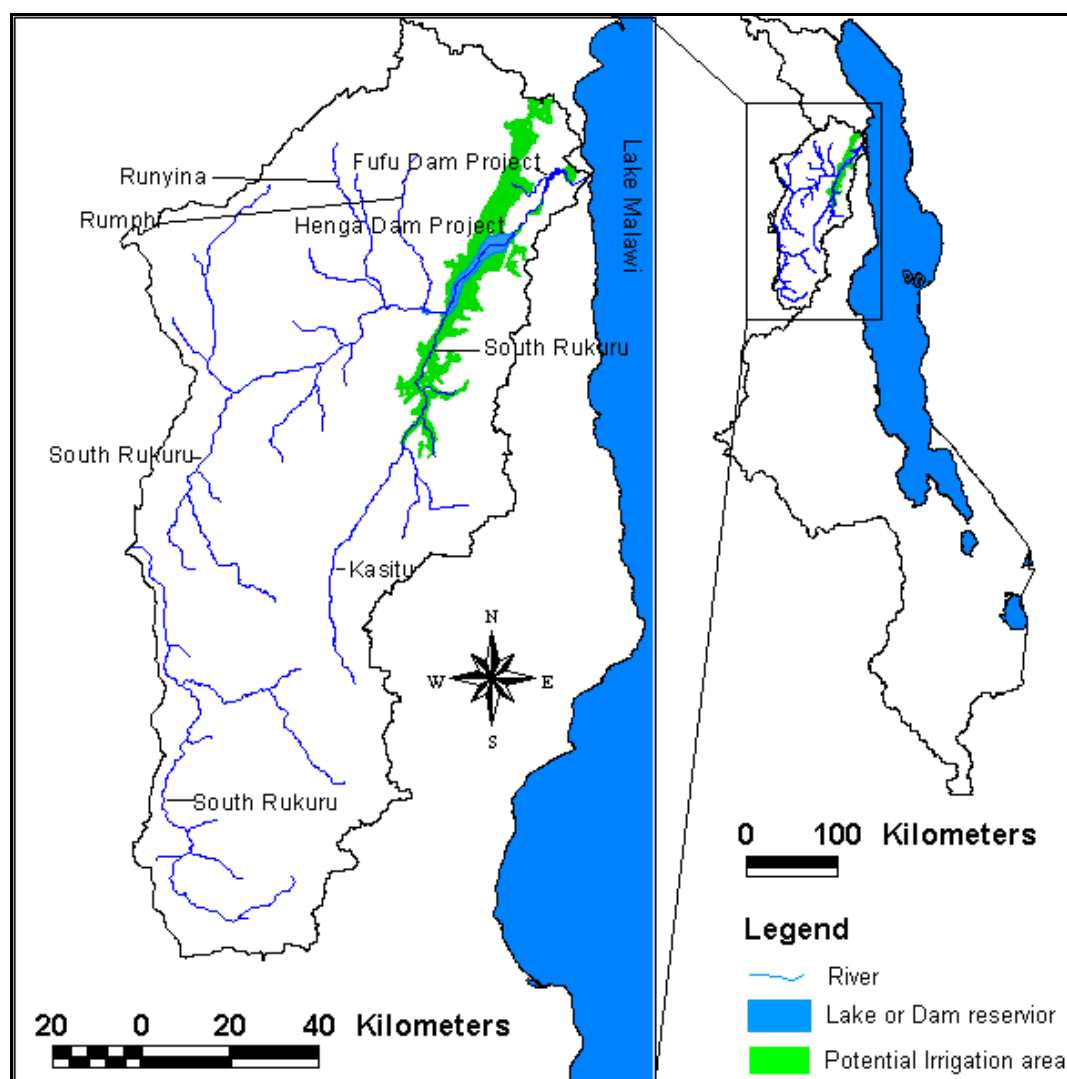 Runyina
Fufu Dam Project
Rumphi
Henga Dam Project
Lake Malawi
South Rukuru
South Rukuru
Kasitu
N
W
E
S
South Rukuru
20 0 20 40 Kilometers
0 100 Kilometers
Legend
River
Lake or Dam reservior
Potential Irrigation area